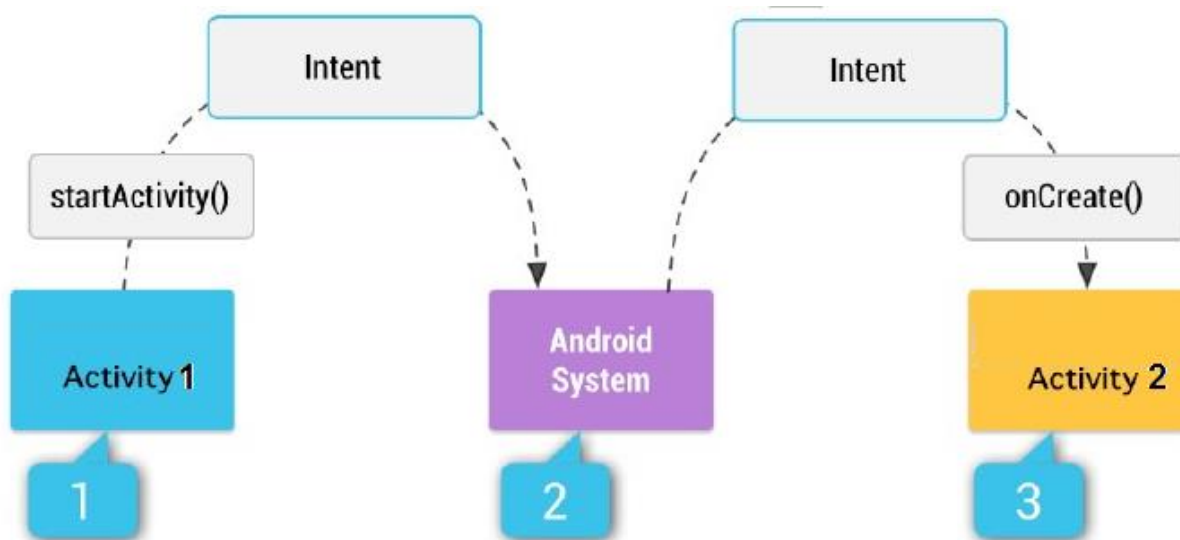 Intent
Intent
startActivity()
onCreate()
Activity 1
Android
System
Activity 2
1
2
3